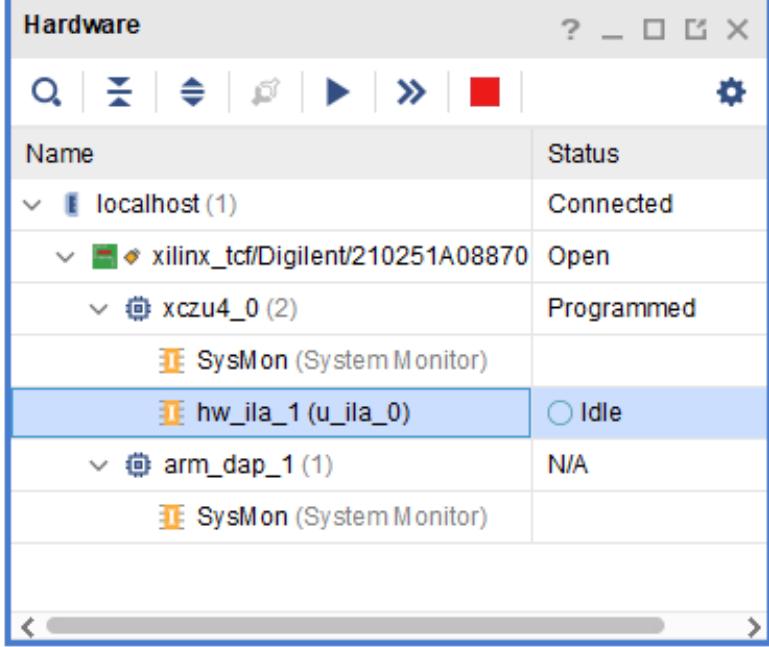 Hardware
Name Status
localhost (1) Connected
xilinx_tcf/Digilent/210251A08870 Open
xczu4_0 (2) Programmed
SysMon (System Monitor)
hw_ila_1 (u_ila_0) Idle
arm_dap_1 (1) N/A
SysMon (System Monitor)